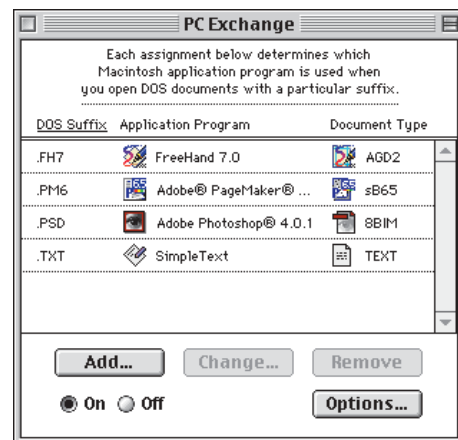 PC Exchange
Each assignment below determines which
Macintosh application program is used when
you open DOS documents with a particular suffix.
DOS Suffix Application Program Document Type
.FH7 FreeHand 7.0 AGD2
.PM6 Adobe® PageMaker® ... sB65
.PSD Adobe Photoshop® 4.0.1 8BIM
.TXT SimpleText TEXT
Add... Change... Remove
On Off Options...